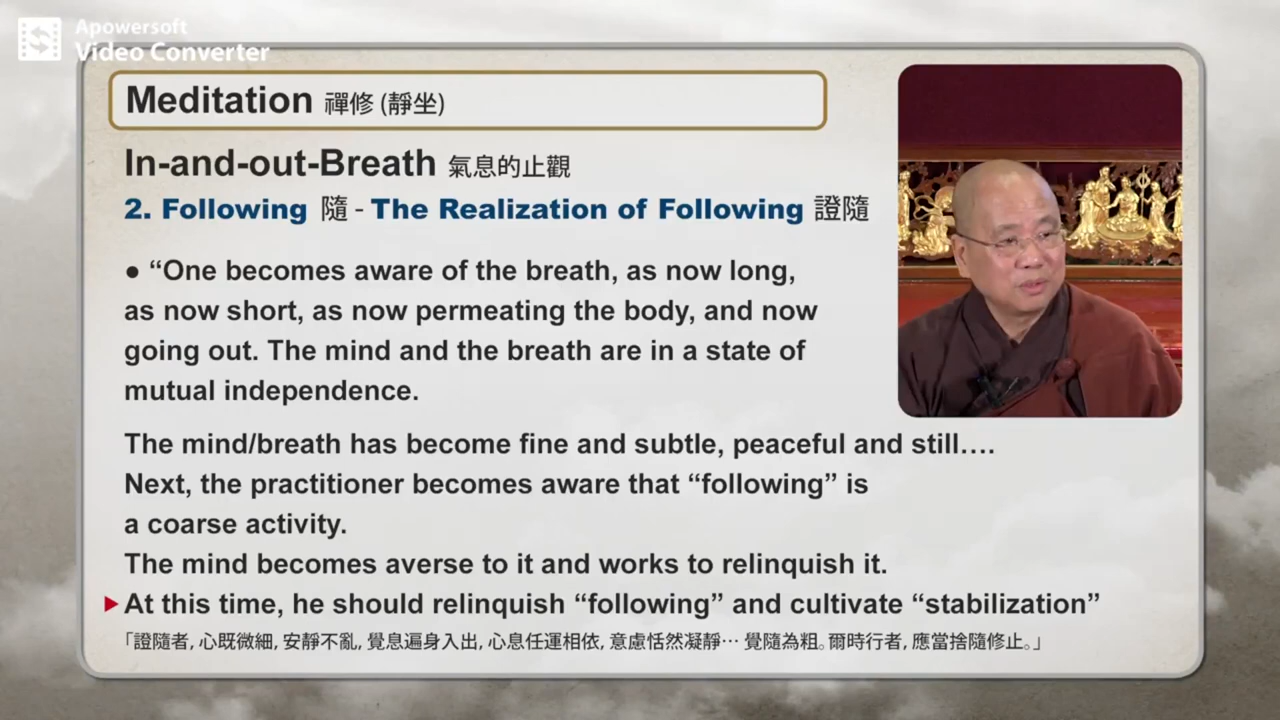 Apowersoft
Video Converter
Meditation 禪修 (靜坐)
In-and-out-Breath 氣息的止觀
2. Following 隨 - The Realization of Following 證隨
● “One becomes aware of the breath, as now long,
as now short, as now permeating the body, and now
going out. The mind and the breath are in a state of
mutual independence.
The mind/breath has become fine and subtle, peaceful and still….
Next, the practitioner becomes aware that “following” is
a coarse activity.
The mind becomes averse to it and works to relinquish it.
At this time, he should relinquish “following” and cultivate “stabilization”
「證隨者, 心既微細, 安靜不亂, 覺息遍身入出, 心息任運相依, 意慮恬然凝靜… 覺隨為粗。爾時行者, 應當捨隨修止。」